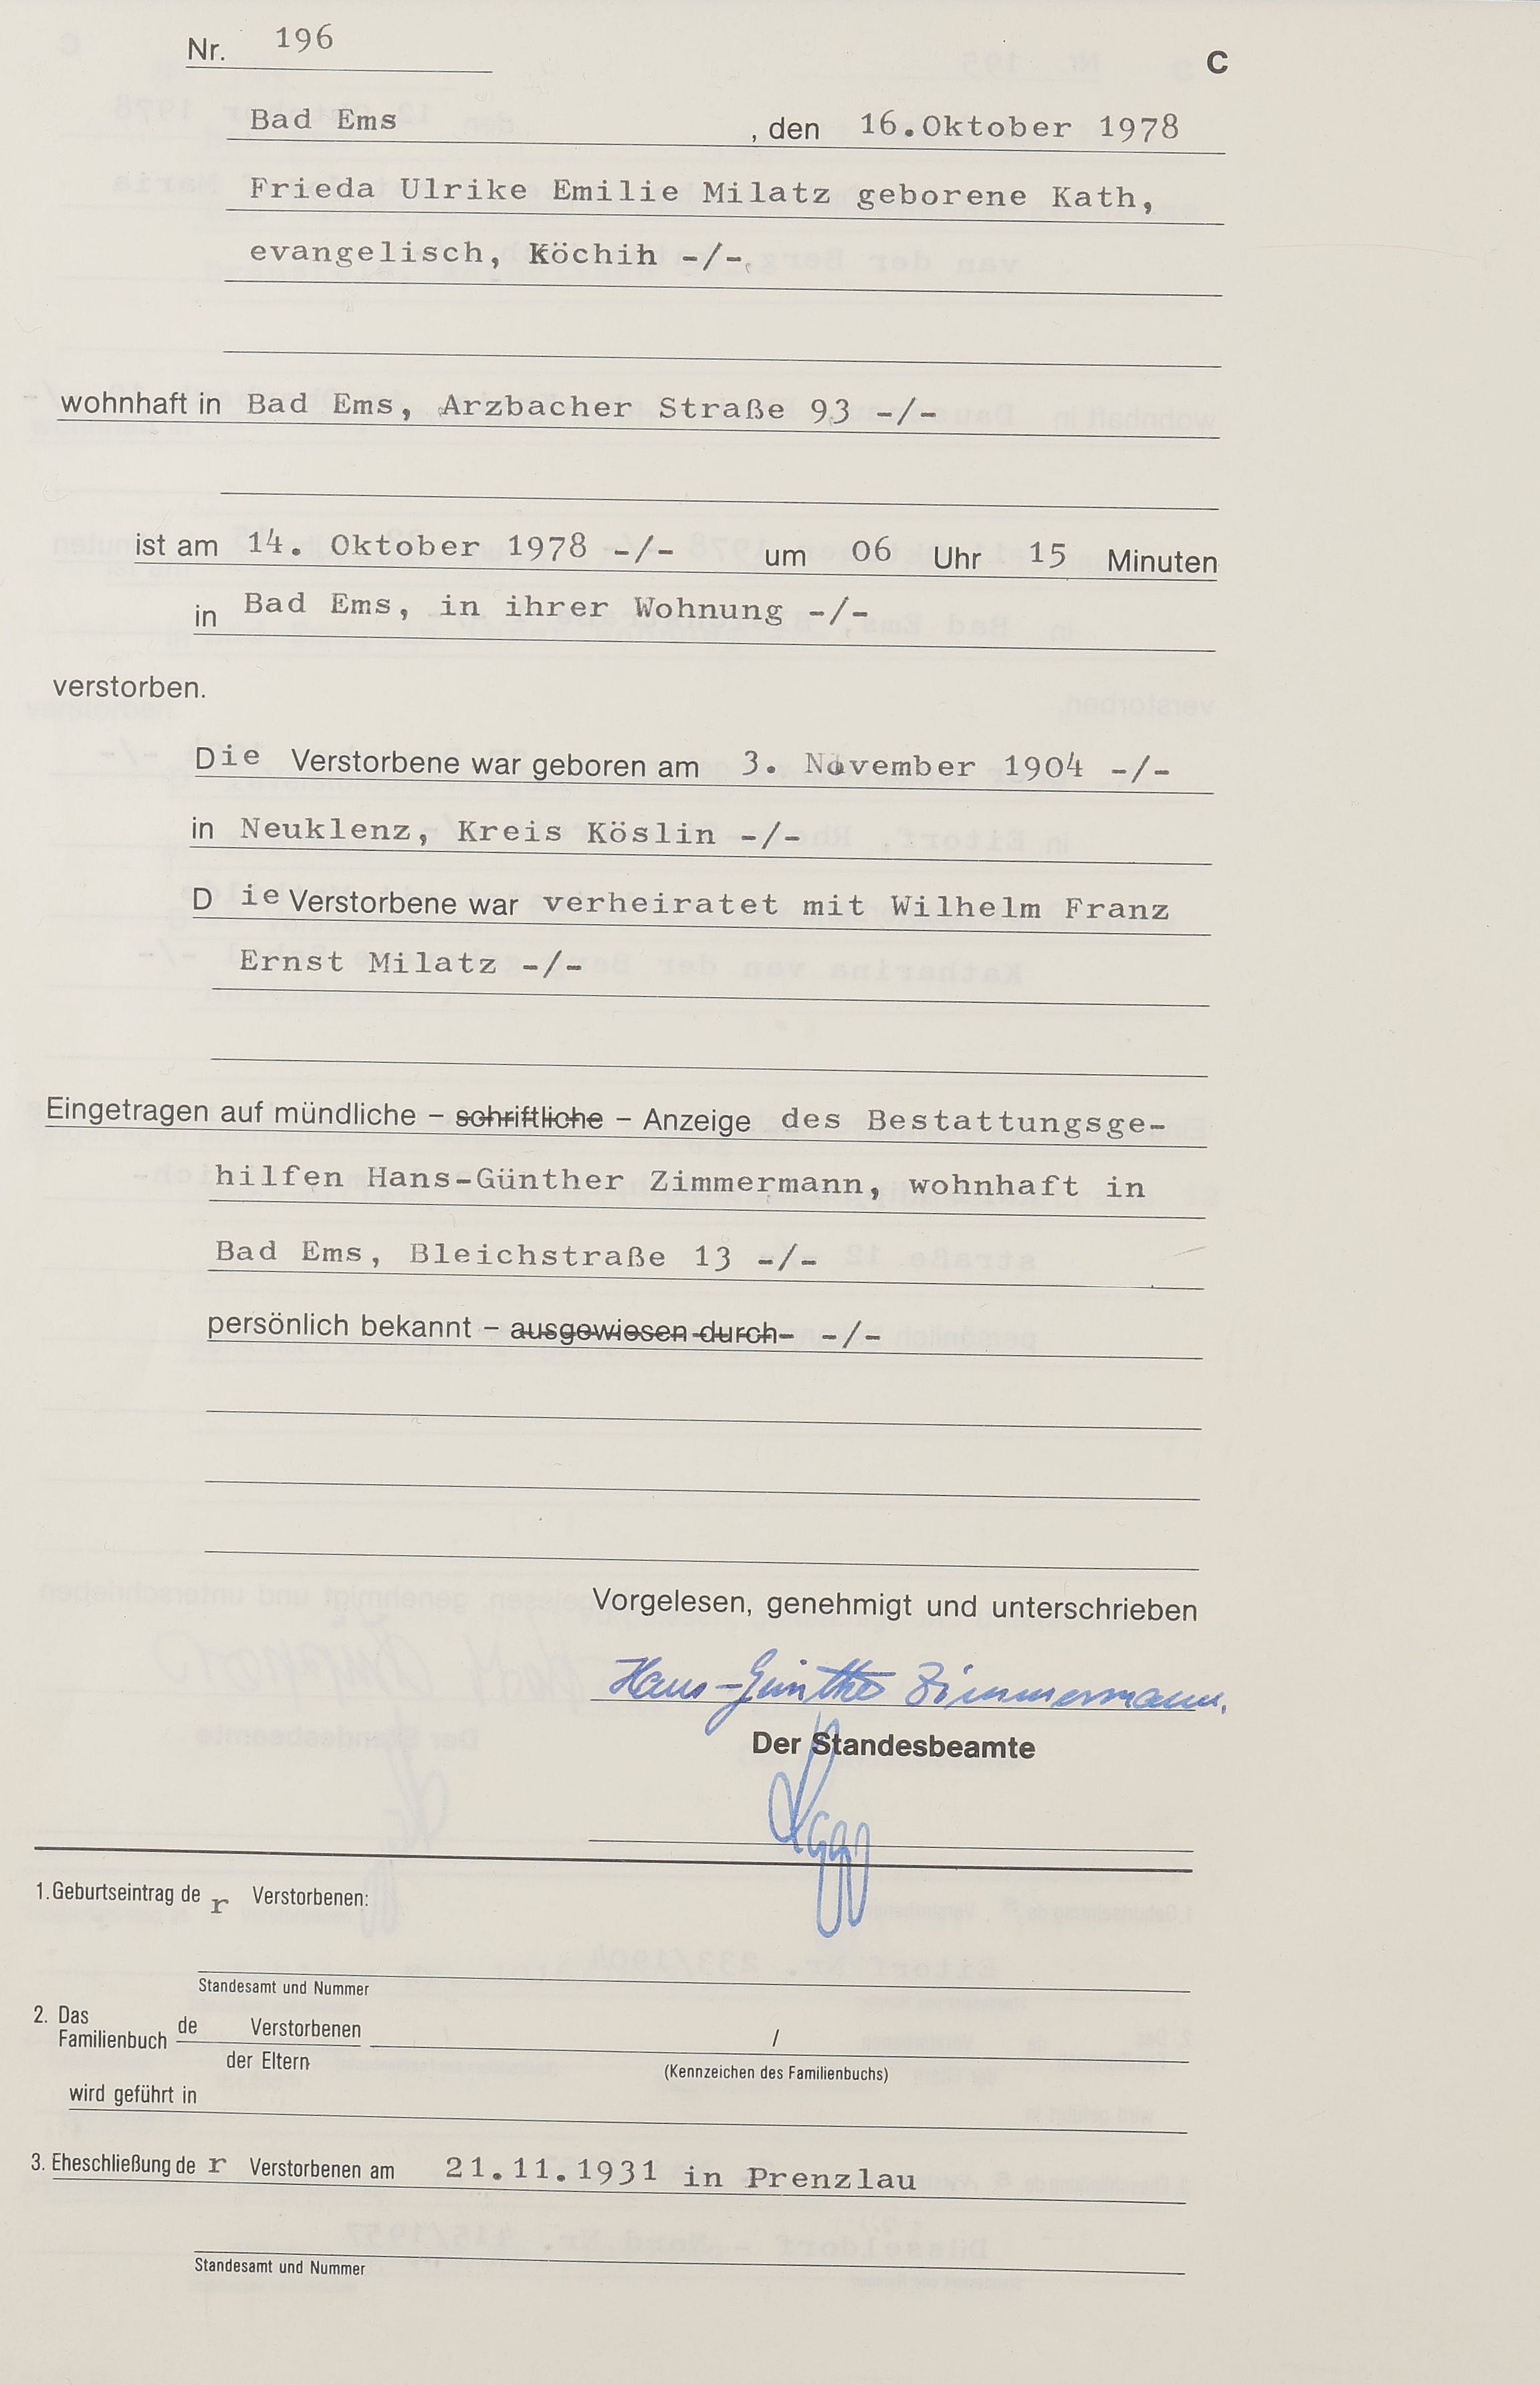 Nr. 196
C
Bad Ems , den 16.Oktober 1978
Frieda Ulrike Emilie Milatz geborene Kath,
evangelisch, Köchin -/-
wohnhaft in Bad Ems, Arzbacher Straße 93 -/-
ist am 14. Oktober 1978 -/- um 06 Uhr 15 Minuten
in Bad Ems, in ihrer Wohnung -/-
verstorben.
Die Verstorbene war geboren am 3. November 1904 -/-
in Neuklenz, Kreis Köslin -/-
Die Verstorbene war verheiratet mit Wilhelm Franz
Ernst Milatz -/-
Eingetragen auf mündliche – schriftliche – Anzeige des Bestattungsge-
hilfen Hans-Günther Zimmermann, wohnhaft in
Bad Ems, Bleichstraße 13 -/-
persönlich bekannt – ausgewiesen durch -/-
Vorgelesen, genehmigt und unterschrieben
Hans-Günther Zimmermann.
Der Standesbeamte
1. Geburtseintrag der Verstorbenen:
Standesamt und Nummer
2. Das Familienbuch de Verstorbenen /
der Eltern
(Kennzeichen des Familienbuchs)
wird geführt in
3. Eheschließung der Verstorbenen am 21.11.1931 in Prenzlau
Standesamt und Nummer